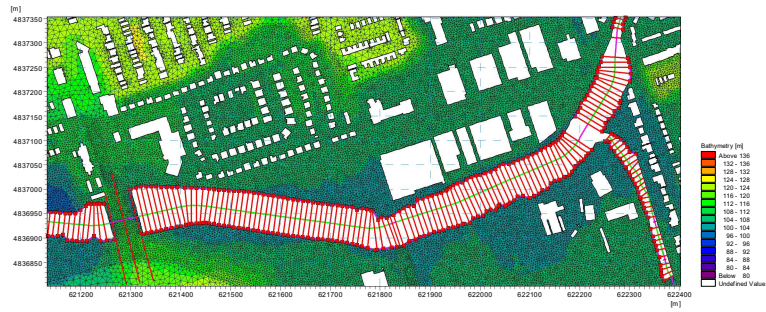 [m]
4837350
4837300
4837250
4837200
4837150
4837100
4837050
4837000
4836950
4836900
4836850
621200 621300 621400 621500 621600 621700 621800 621900 622000 622100 622200 622300 622400
[m]
Bathymetry [m]
Above 136
132 - 136
128 - 132
124 - 128
120 - 124
116 - 120
112 - 116
108 - 112
104 - 108
100 - 104
96 - 100
92 - 96
88 - 92
84 - 88
80 - 84
Below 80
Undefined Value